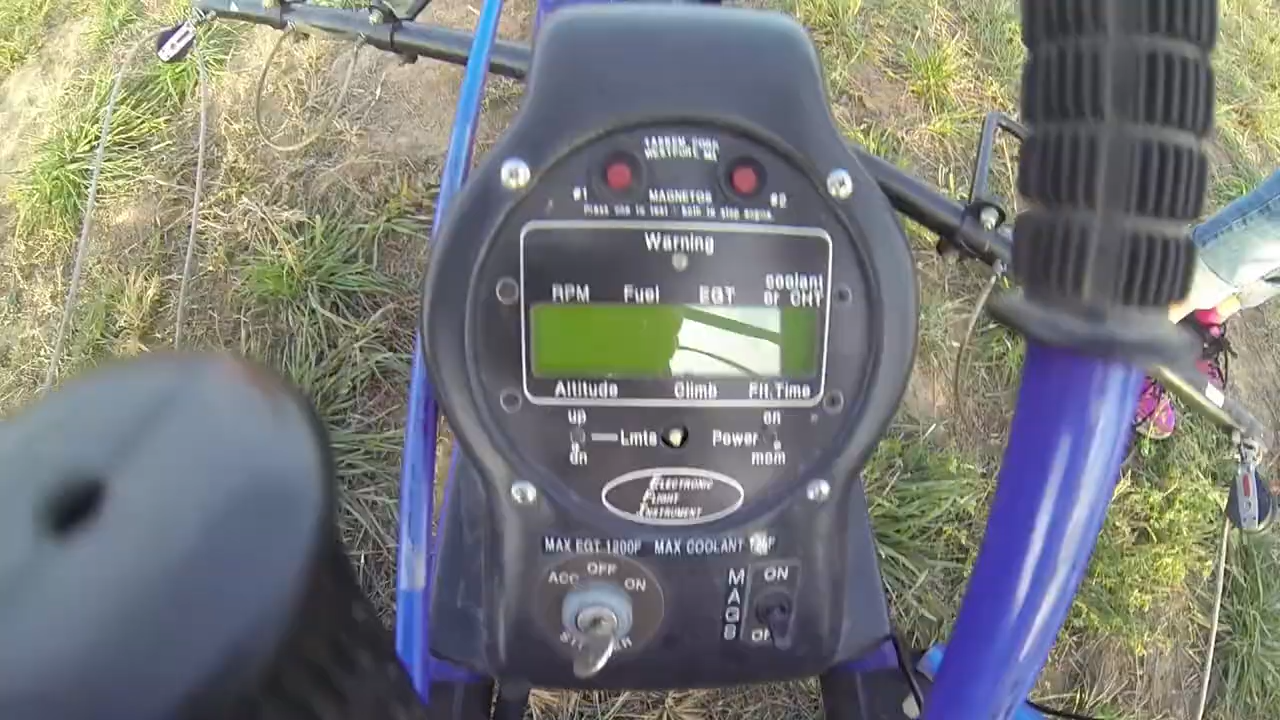 #1 MAGNETOS #2
Warning
RPM Fuel EGT coolant or CHT
Altitude Climb Flt.Time
up on
Lmts Power
dn mom
ELECTRONIC
FLIGHT
INSTRUMENT
MAX EGT 1200F MAX COOLANT
ACC OFF ON
MAGS ON